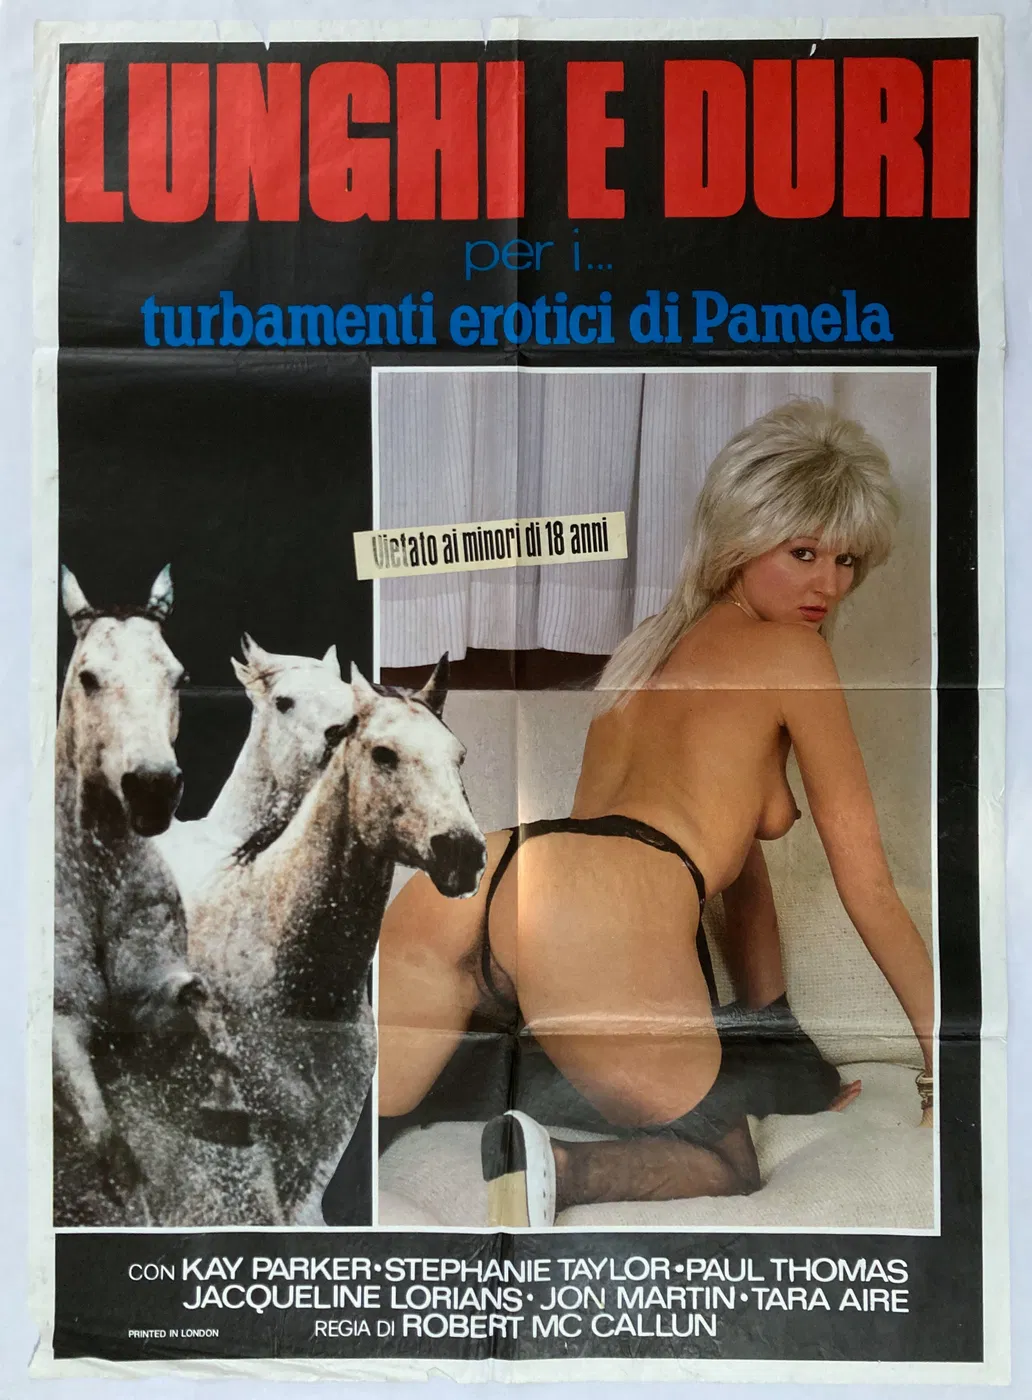 LUNGHI E DURI
per i...
turbamenti erotici di Pamela
Vietato ai minori di 18 anni
CON KAY PARKER•STEPHANIE TAYLOR•PAUL THOMAS
JACQUELINE LORIANS•JON MARTIN•TARA AIRE
PRINTED IN LONDON
REGIA DI ROBERT MC CALLUN